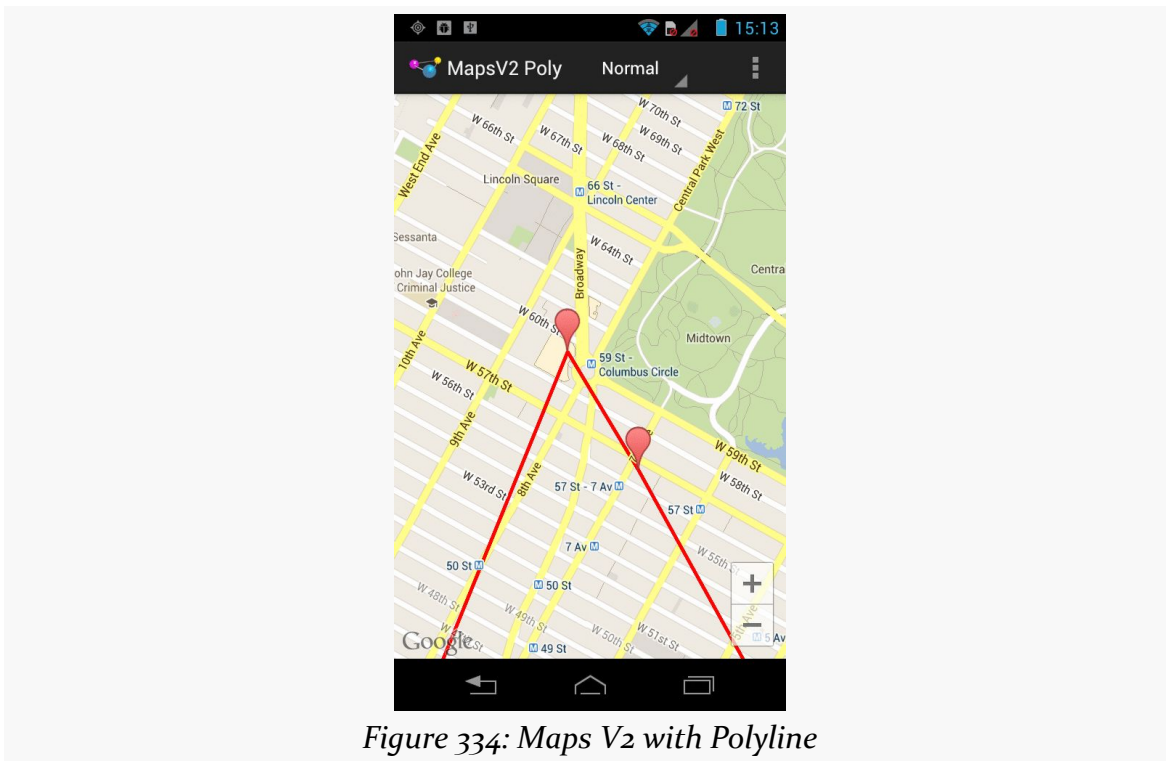 15:13
MapsV2 Poly
Normal
W 70th St
72 St
W 66th St
W 67th St
W 68th St
W 69th St
West End Ave
Central Park West
Lincoln Square
66 St -
Lincoln Center
Sessanta
W 64th St
Broadway
Centra
ohn Jay College
Criminal Justice
W 60th St
Midtown
10th Ave
59 St -
Columbus Circle
W 57th St
W 56th St
9th Ave
W 59th St
W 53rd St
8th Ave
57 St - 7 Av
W 58th St
57 St
7 Av
W 55th
50 St
50 St
W 48th St
W 49th St
W 50th St
W 51st St
5th Ave
5 Av
Google
49 St
Figure 334: Maps V2 with Polyline